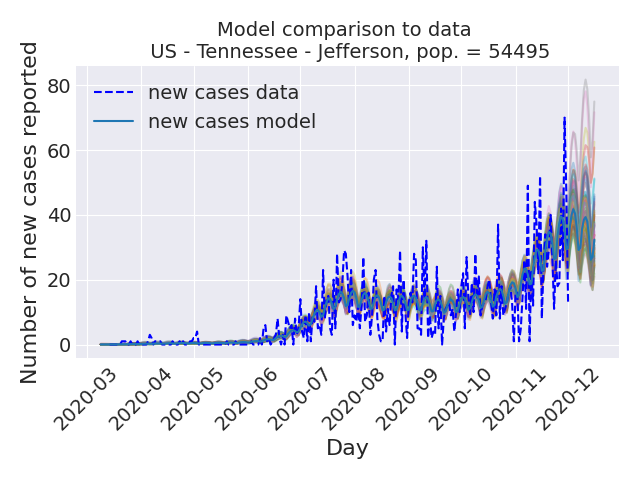 Model comparison to data
US - Tennessee - Jefferson, pop. = 54495
Number of new cases reported
80
60
40
20
0
new cases data
new cases model
2020-03
2020-04
2020-05
2020-06
2020-07
2020-08
2020-09
2020-10
2020-11
2020-12
Day